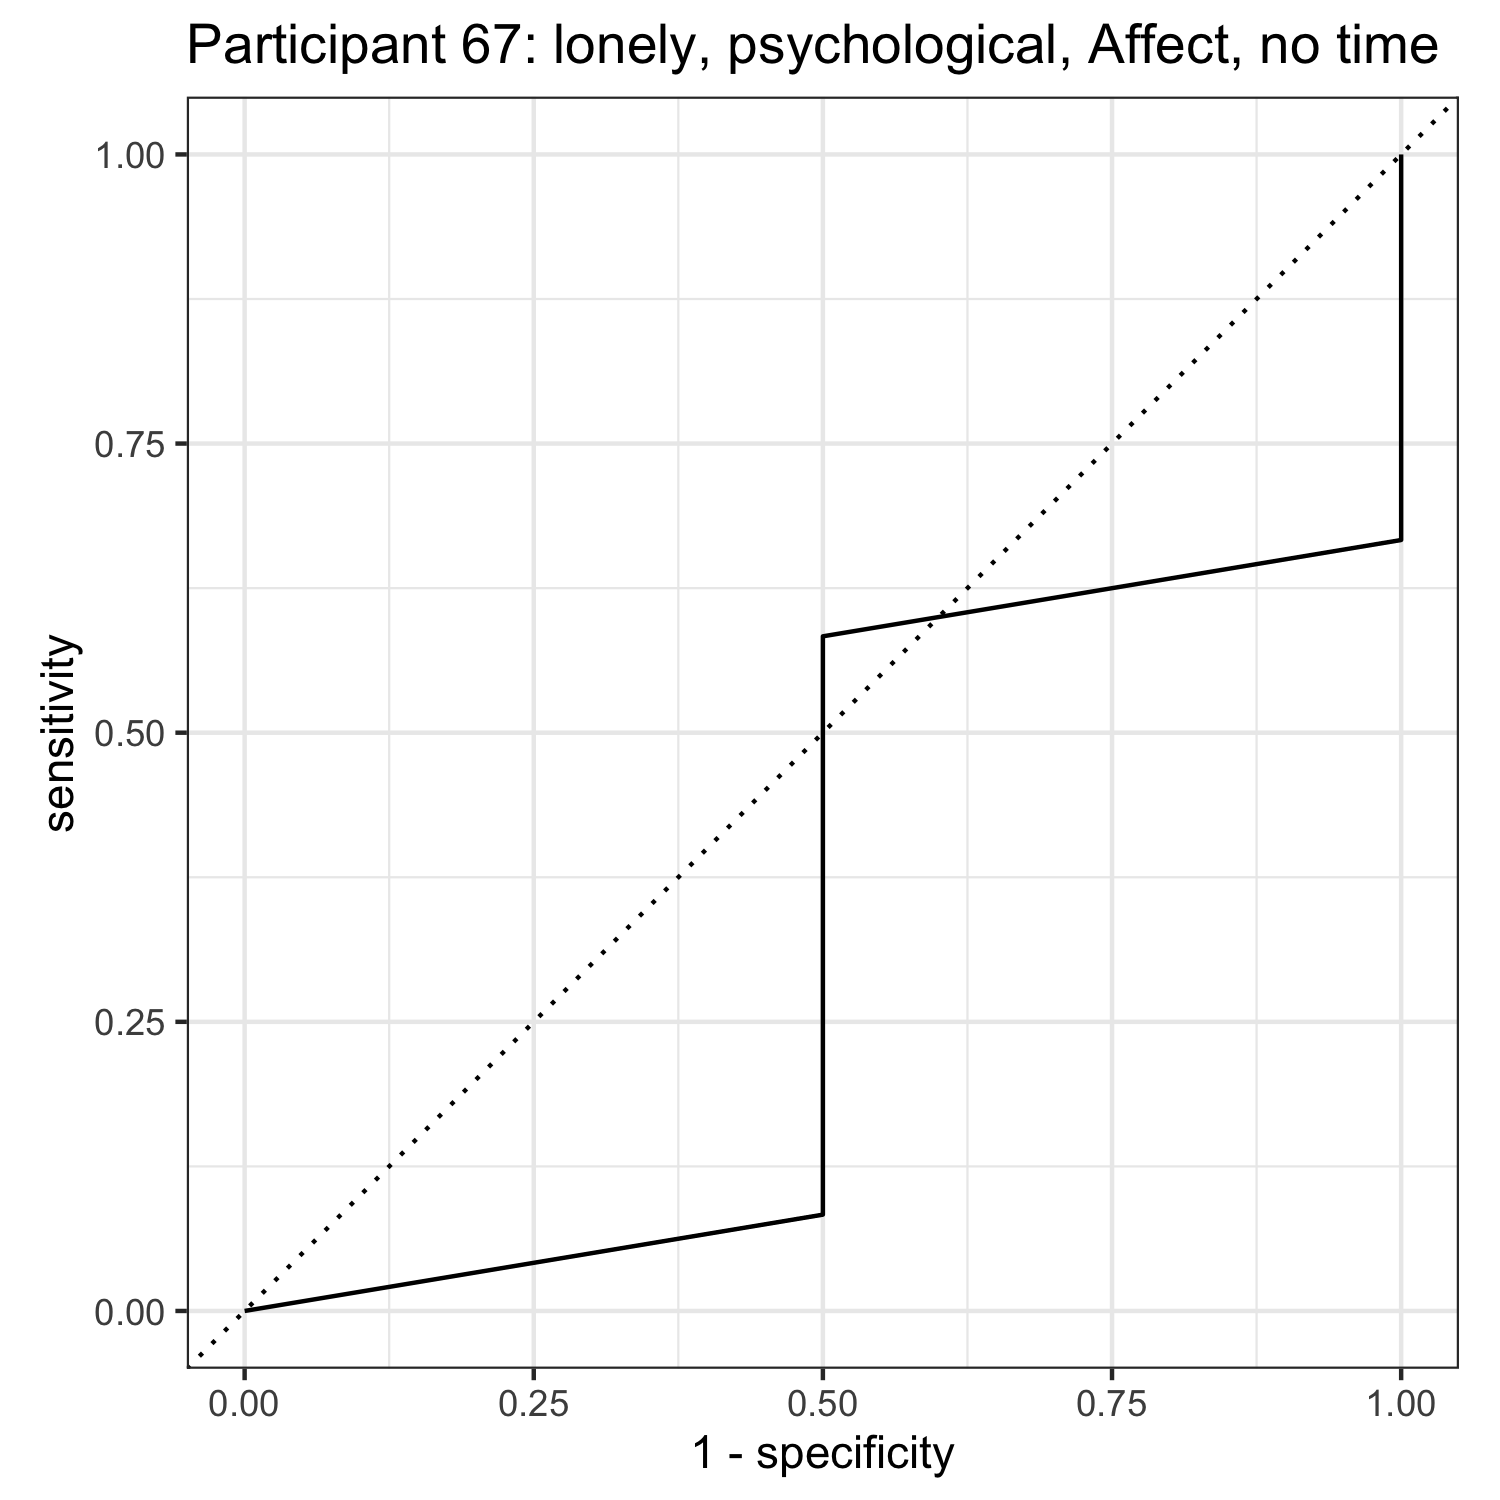 Participant 67: lonely, psychological, Affect, no time
1.00
0.75
0.50
0.25
0.00
sensitivity
0.00 0.25 0.50 0.75 1.00
1 - specificity